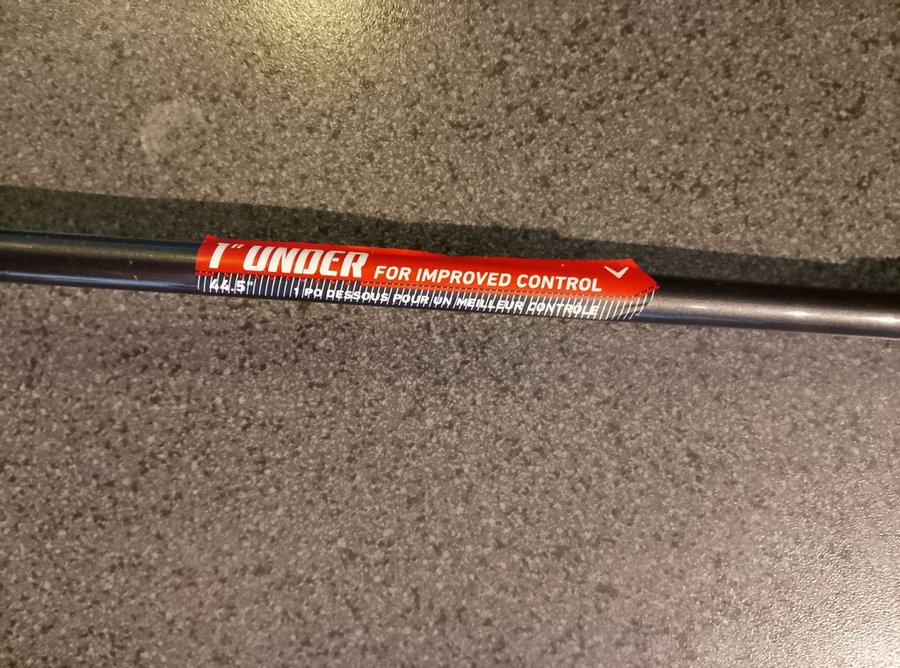 1" UNDER FOR IMPROVED CONTROL
44.5" 1 PO DESSOUS POUR UN MEILLEUR CONTRÔLE